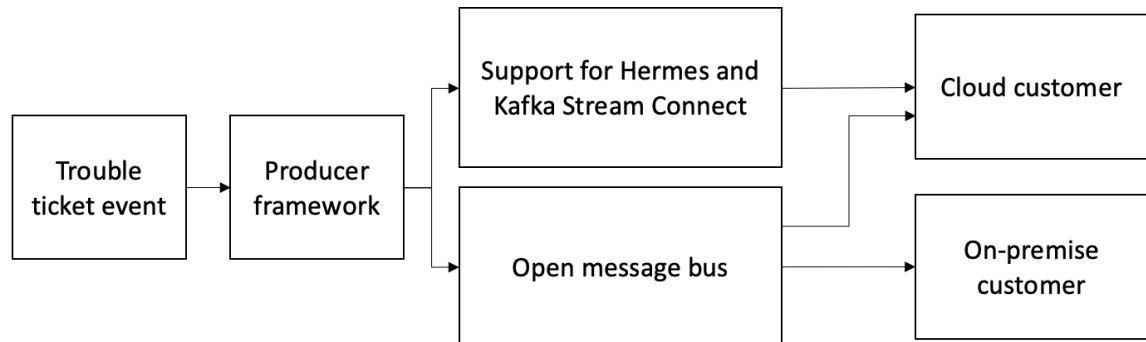 Trouble
ticket event
Producer
framework
Support for Hermes and
Kafka Stream Connect
Open message bus
Cloud customer
On-premise
customer